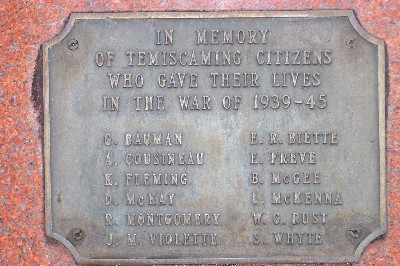 IN MEMORY
OF TEMISCAMING CITIZENS
WHO GAVE THEIR LIVES
IN THE WAR OF 1939-45
C. BAUMAN
A. COUSINEAU
K. FLEMING
D. McKAY
R. MONTGOMERY
J. M. VIOLETTE
E. R. BIETTE
E. PREVE
B. McGEE
L. McKENNA
W. G. RUST
S. WHYTE